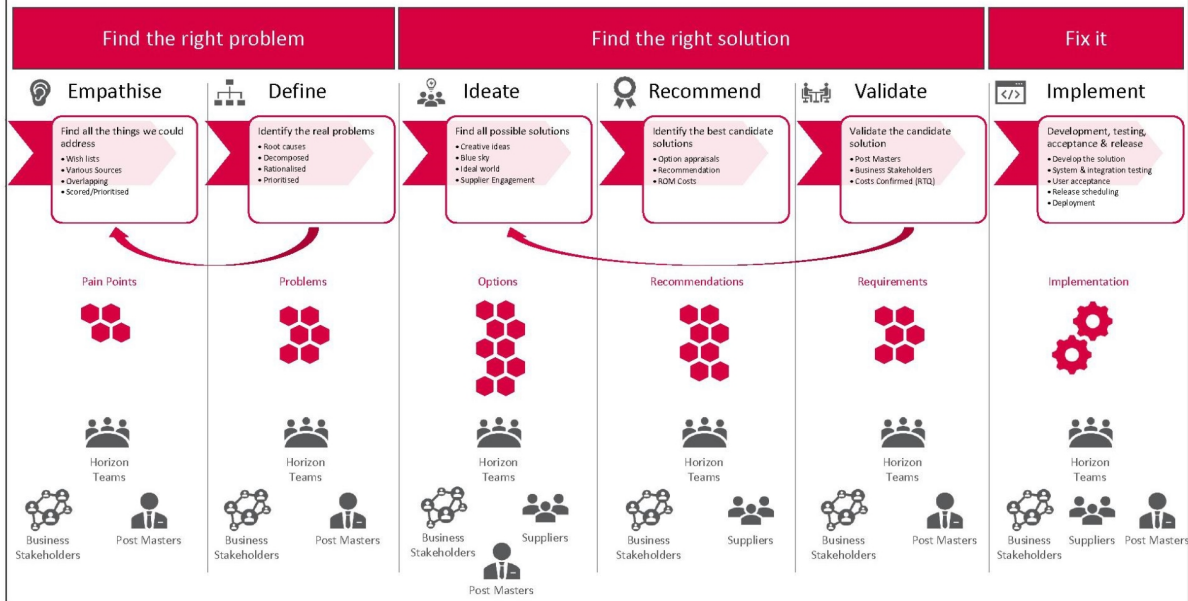 Find the right problem
Find the right solution
Fix it
Empathise
Define
Ideate
Recommend
Validate
</>
Implement
Find all the things we could
address
• Wish lists
• Various Sources
• Overlapping
• Scored/Prioritised
Identify the real problems
• Root causes
• Decomposed
• Rationalised
• Prioritised
Find all possible solutions
• Creative ideas
• Blue sky
• Ideal world
• Supplier Engagement
Identify the best candidate
solutions
• Option appraisals
• Recommendation
• ROM Costs
Validate the candidate
solution
• Post Masters
• Business Stakeholders
• Costs Confirmed (RTQ)
Development, testing,
acceptance & release
• Develop the solution
• System & integration testing
• User acceptance
• Release scheduling
• Deployment
Pain Points
Problems
Options
Recommendations
Requirements
Implementation
Horizon
Teams
Horizon
Teams
Horizon
Teams
Horizon
Teams
Horizon
Teams
Horizon
Teams
Business
Stakeholders
Post Masters
Business
Stakeholders
Post Masters
Business
Stakeholders
Suppliers
Post Masters
Business
Stakeholders
Suppliers
Business
Stakeholders
Post Masters
Business
Stakeholders
Suppliers
Post Masters